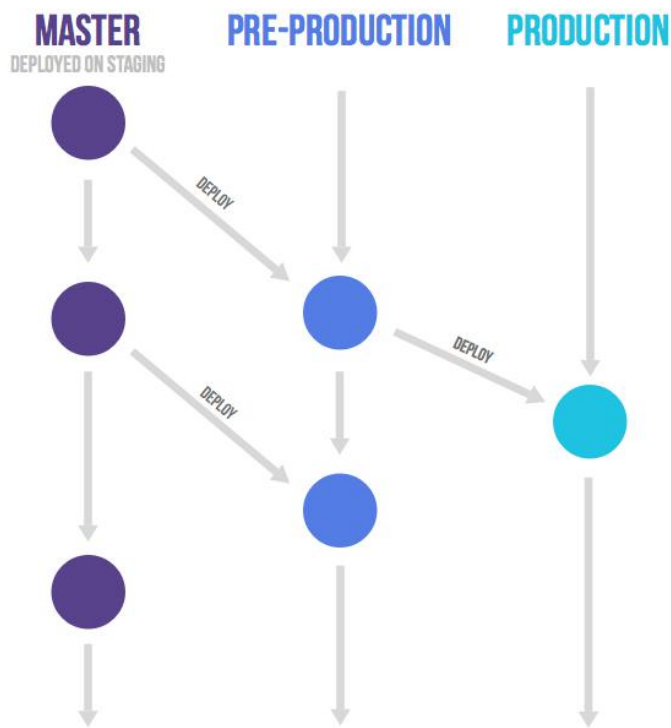 MASTER
DEPLOYED ON STAGING
PRE-PRODUCTION
PRODUCTION
DEPLOY
DEPLOY
DEPLOY